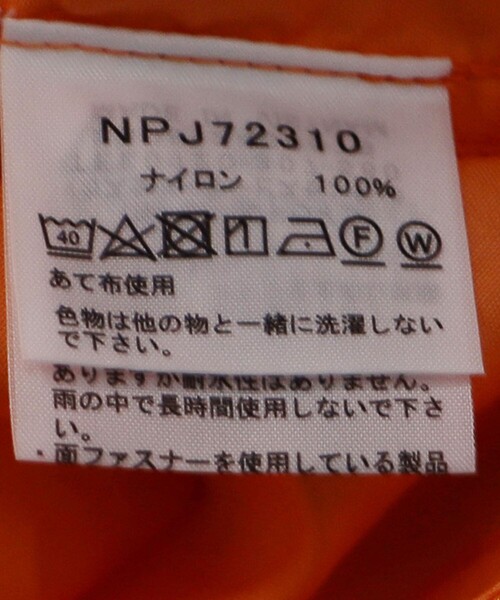 NPJ72310
ナイロン 100%
40 F W
あて布使用
色物は他の物と一緒に洗濯しない
で下さい。
ありますが耐水性はありません。
雨の中で長時間使用しないで下さ
い。
・面ファスナーを使用している製品